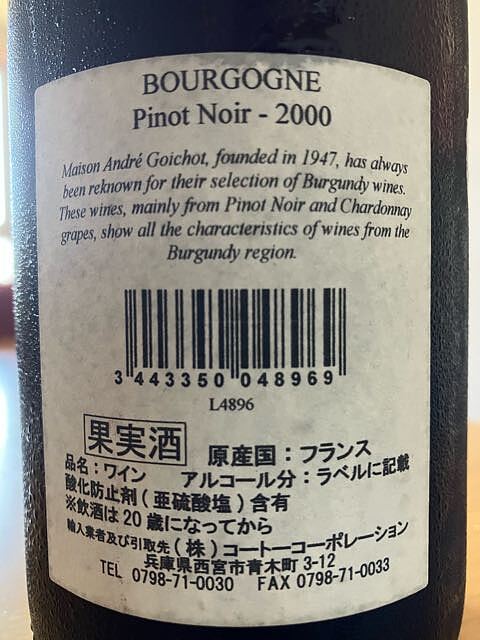 BOURGOGNE
Pinot Noir - 2000
Maison André Goichot, founded in 1947, has always
been reknown for their selection of Burgundy wines.
These wines, mainly from Pinot Noir and Chardonnay
grapes, show all the characteristics of wines from the
Burgundy region.
3 443350 048969
L4896
果実酒 原産国：フランス
品名：ワイン アルコール分：ラベルに記載
酸化防止剤(亜硫酸塩)含有
※飲酒は20歳になってから
輸入業者及び引取先(株)コートーコーポレーション
兵庫県西宮市青木町3-12
TEL 0798-71-0030 FAX 0798-71-0033